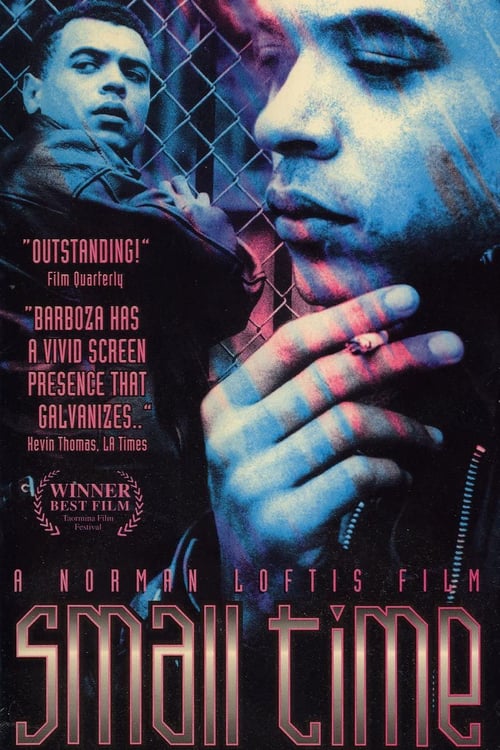 "OUTSTANDING!"
Film Quarterly
"BARBOZA HAS
A VIVID SCREEN
PRESENCE THAT
GALVANIZES.."
Kevin Thomas, LA Times
WINNER
BEST FILM
Taormina Film
Festival
A NORMAN LOFTIS FILM
small time